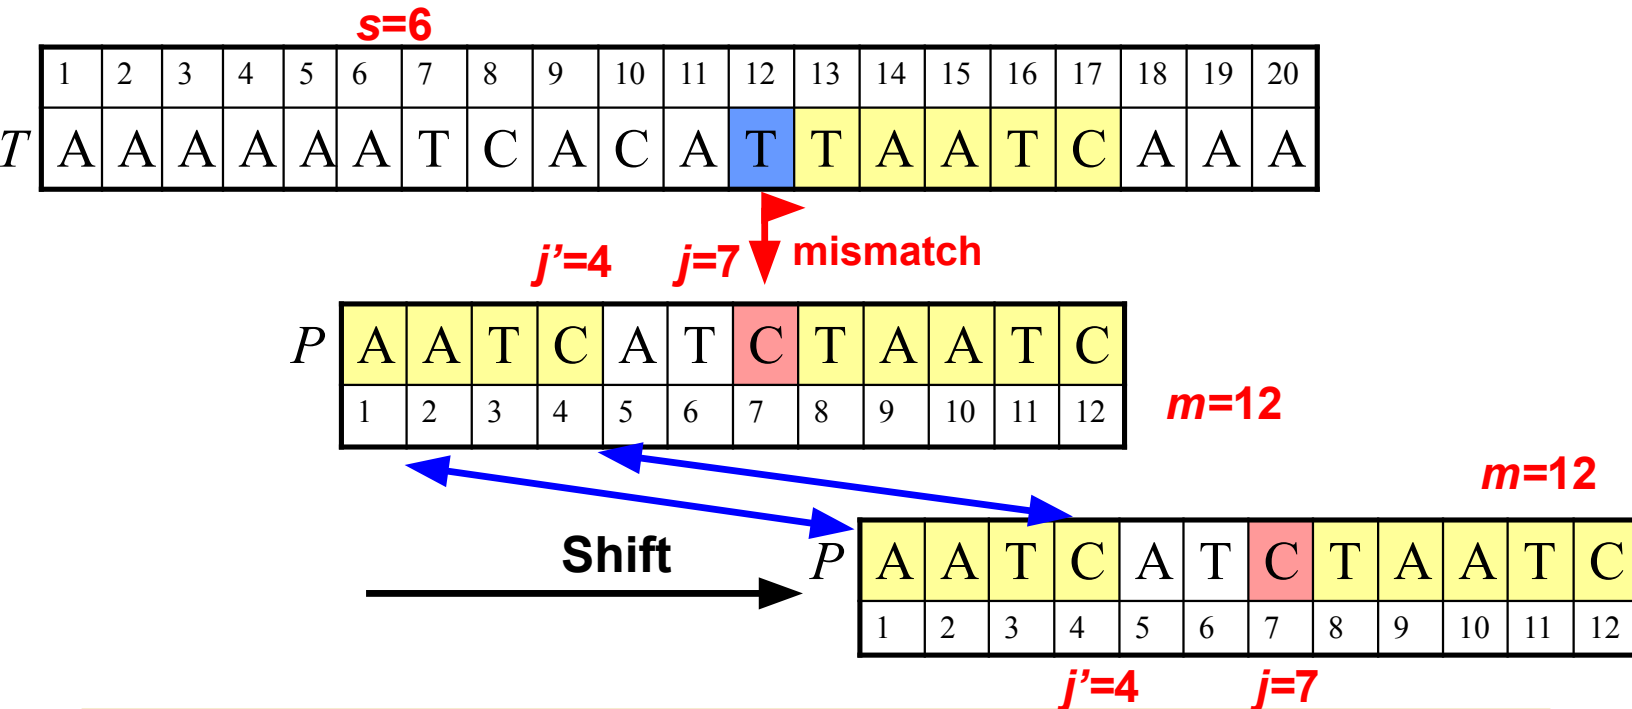 s=6
1 2 3 4 5 6 7 8 9 10 11 12 13 14 15 16 17 18 19 20
T A A A A A A T C A C A T T A A T C A A A
j’=4 j=7 mismatch
P A A T C A T C T A A T C
1 2 3 4 5 6 7 8 9 10 11 12
m=12
m=12
Shift
P A A T C A T C T A A T C
1 2 3 4 5 6 7 8 9 10 11 12
j’=4 j=7